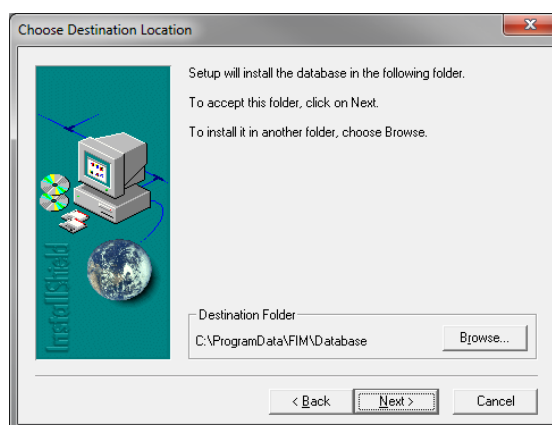 Choose Destination Location
Setup will install the database in the following folder.
To accept this folder, click on Next.
To install it in another folder, choose Browse.
InstallShield
Destination Folder
C:\ProgramData\FIM\Database
Browse...
< Back
Next >
Cancel